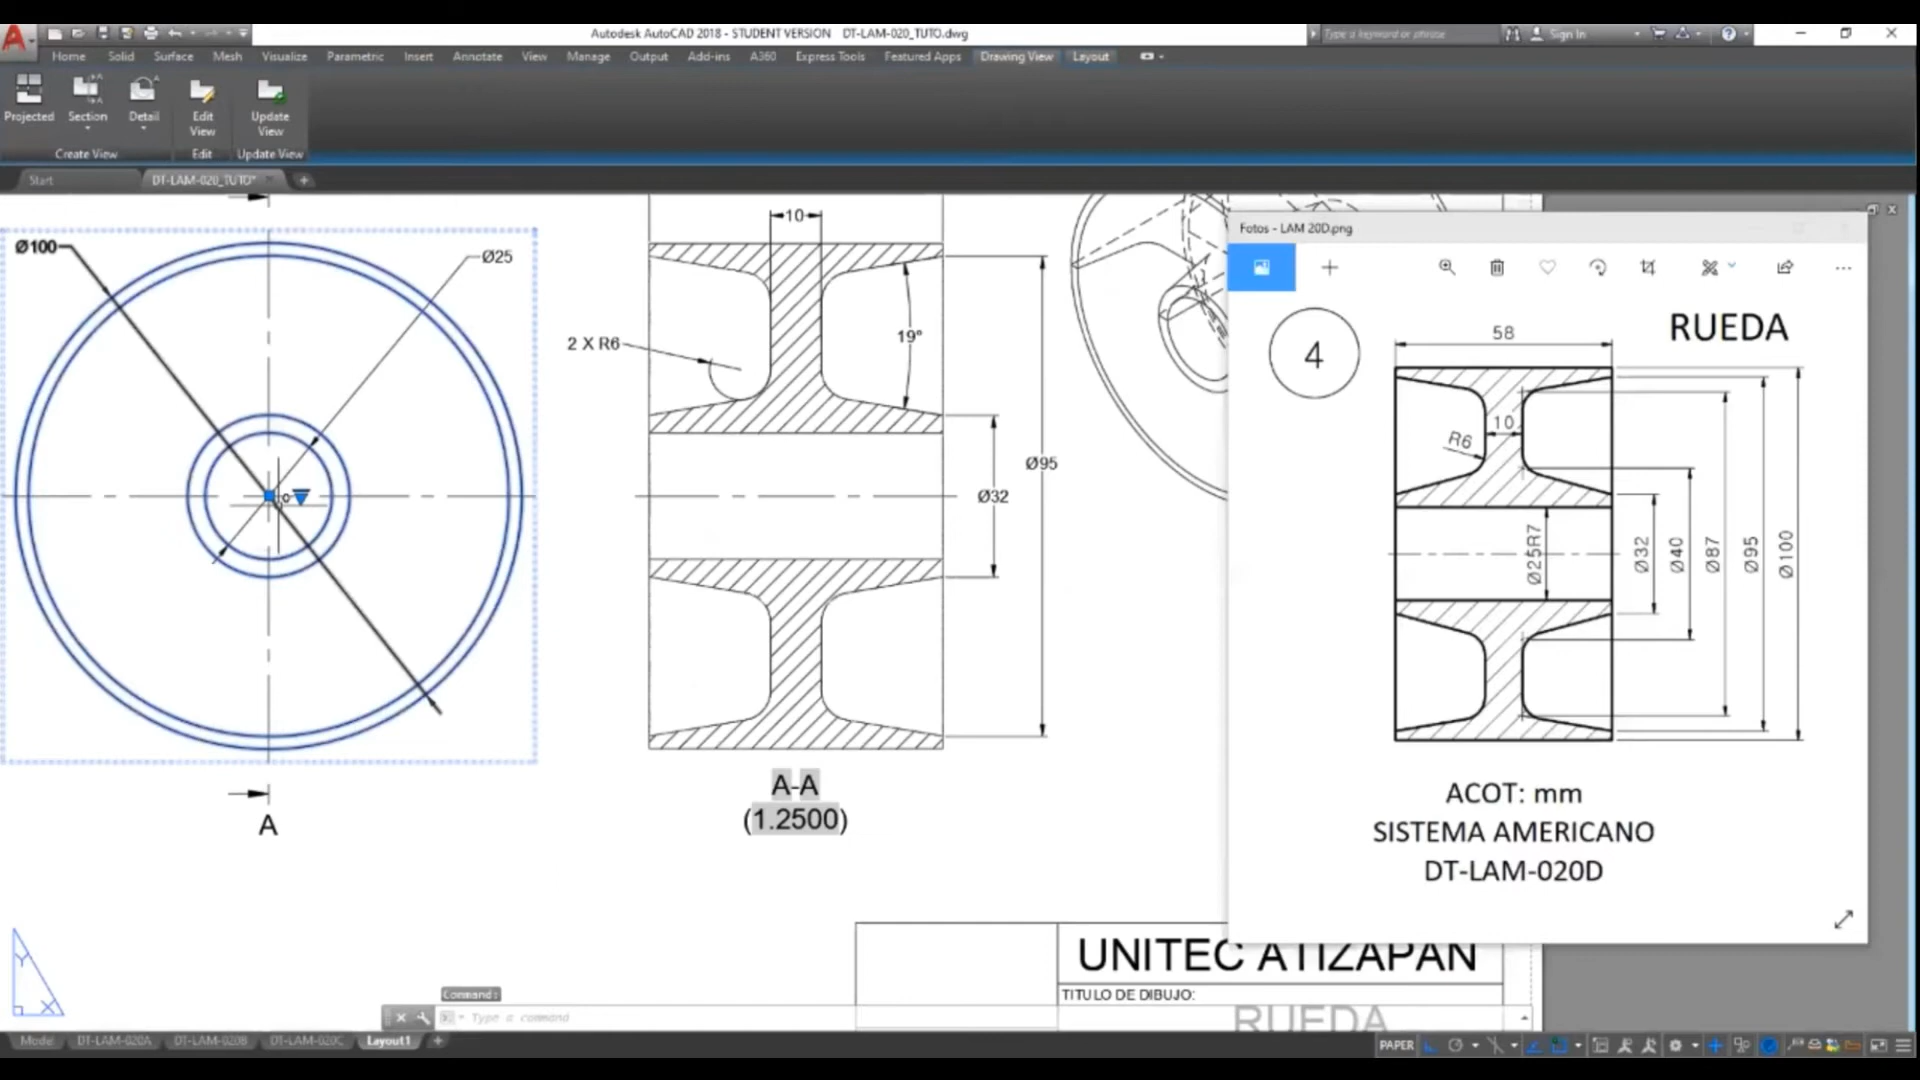 Autodesk AutoCAD 2018 - STUDENT VERSION DT-LAM-020_TUTO.dwg
Type a keyword or phrase
Sign In
Home Solid Surface Mesh Visualize Parametric Insert Annotate View Manage Output Add-ins A360 Express Tools Featured Apps Drawing View Layout
Projected Section Detail Edit View Update View
Create View Edit Update View
Start DT-LAM-020_TUTO*
Ø100
Ø25
10
2 X R6
19°
Ø95
Ø32
A-A
(1.2500)
A
Fotos - LAM 20D.png
4
RUEDA
58
10
R6
Ø25R7
Ø32
Ø40
Ø87
Ø95
Ø100
ACOT: mm
SISTEMA AMERICANO
DT-LAM-020D
UNITEC ATIZAPAN
TITULO DE DIBUJO:
RUEDA
Y
X
Command:
Type a command
Model DT-LAM-020A DT-LAM-020B DT-LAM-020C Layout1
PAPER